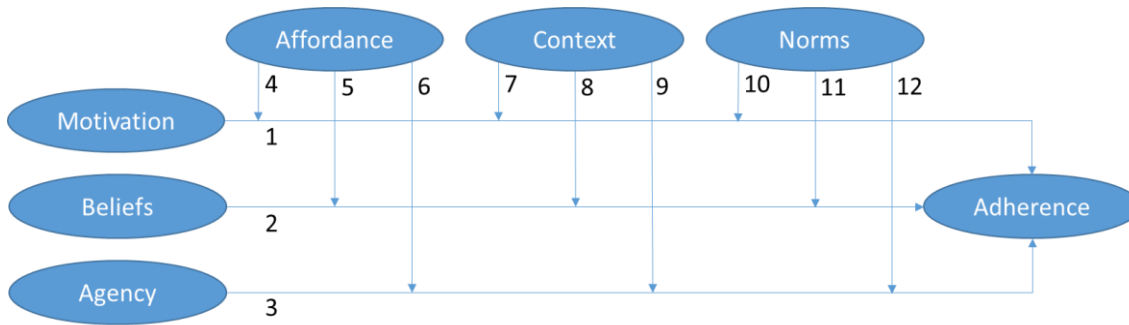 Affordance Context Norms
4 5 6 7 8 9 10 11 12
Motivation
1
Beliefs
2
Adherence
Agency
3